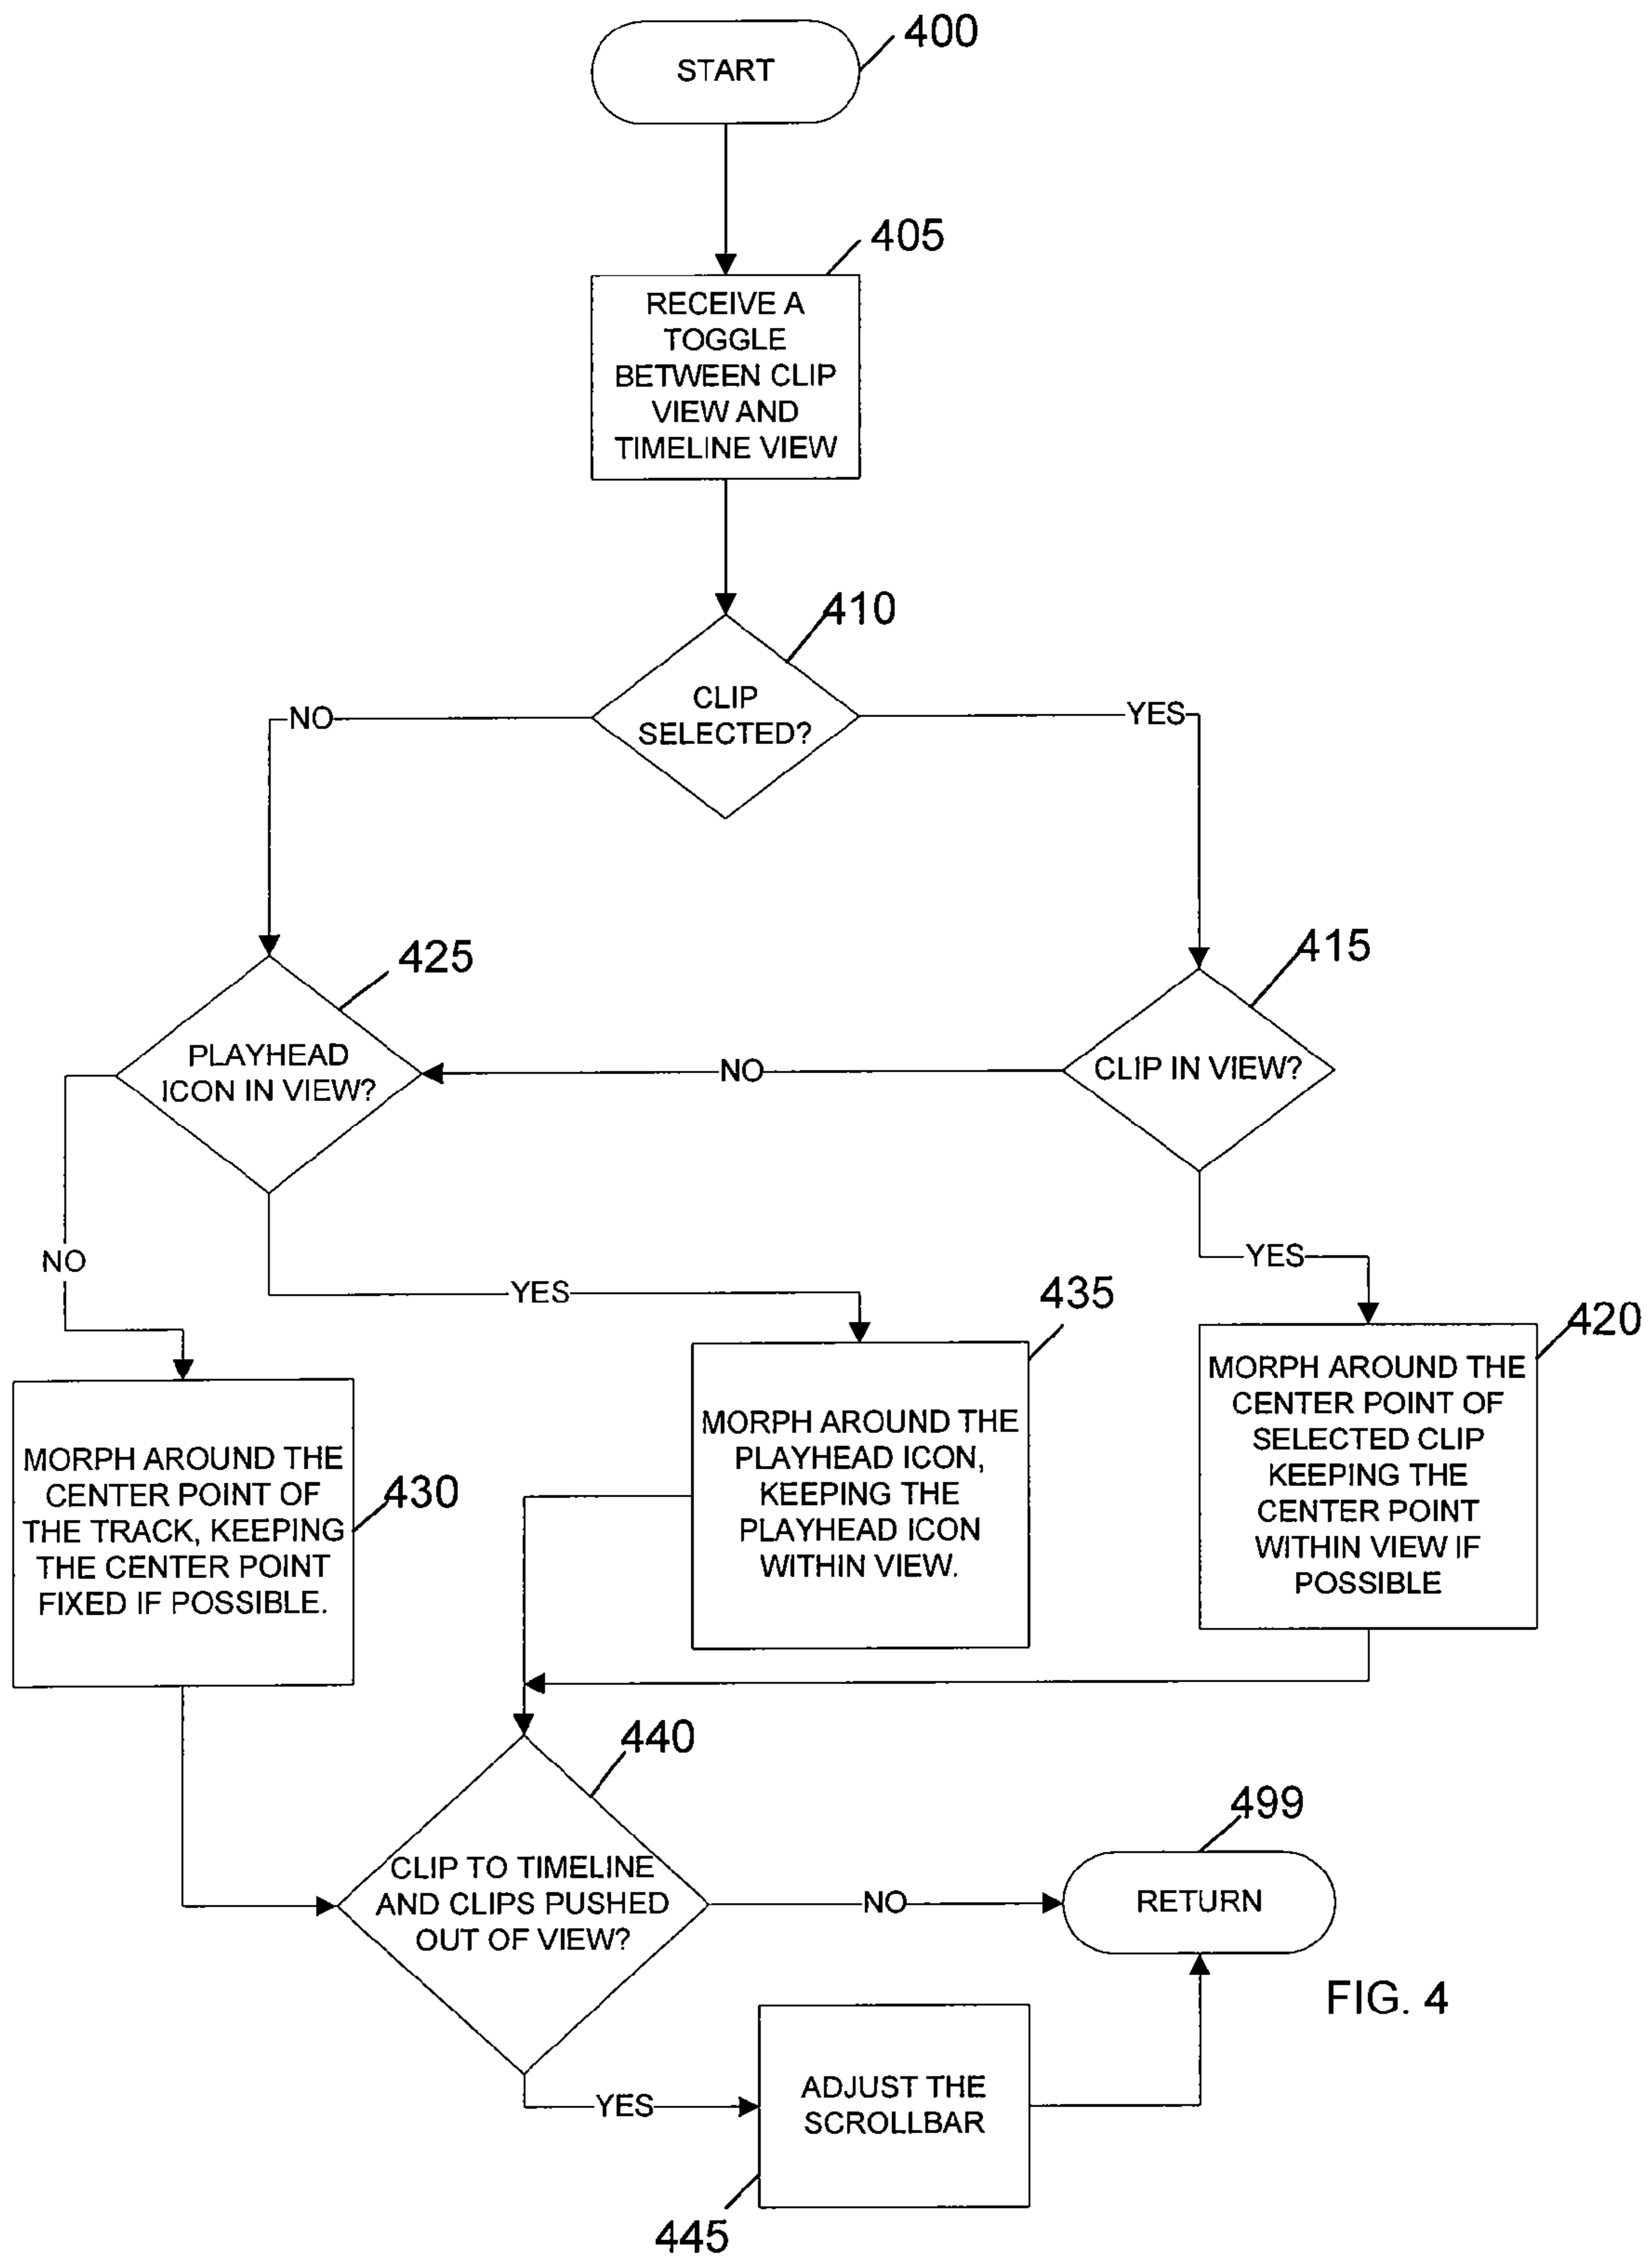 400
START
405
RECEIVE A
TOGGLE
BETWEEN CLIP
VIEW AND
TIMELINE VIEW
410
CLIP
SELECTED?
NO
YES
425
415
PLAYHEAD
ICON IN VIEW?
NO
CLIP IN VIEW?
NO
YES
YES
435
420
MORPH AROUND THE
CENTER POINT OF
THE TRACK, KEEPING
THE CENTER POINT
FIXED IF POSSIBLE.
430
MORPH AROUND THE
PLAYHEAD ICON,
KEEPING THE
PLAYHEAD ICON
WITHIN VIEW.
MORPH AROUND THE
CENTER POINT OF
SELECTED CLIP
KEEPING THE
CENTER POINT
WITHIN VIEW IF
POSSIBLE
440
CLIP TO TIMELINE
AND CLIPS PUSHED
OUT OF VIEW?
NO
499
RETURN
FIG. 4
YES
ADJUST THE
SCROLLBAR
445